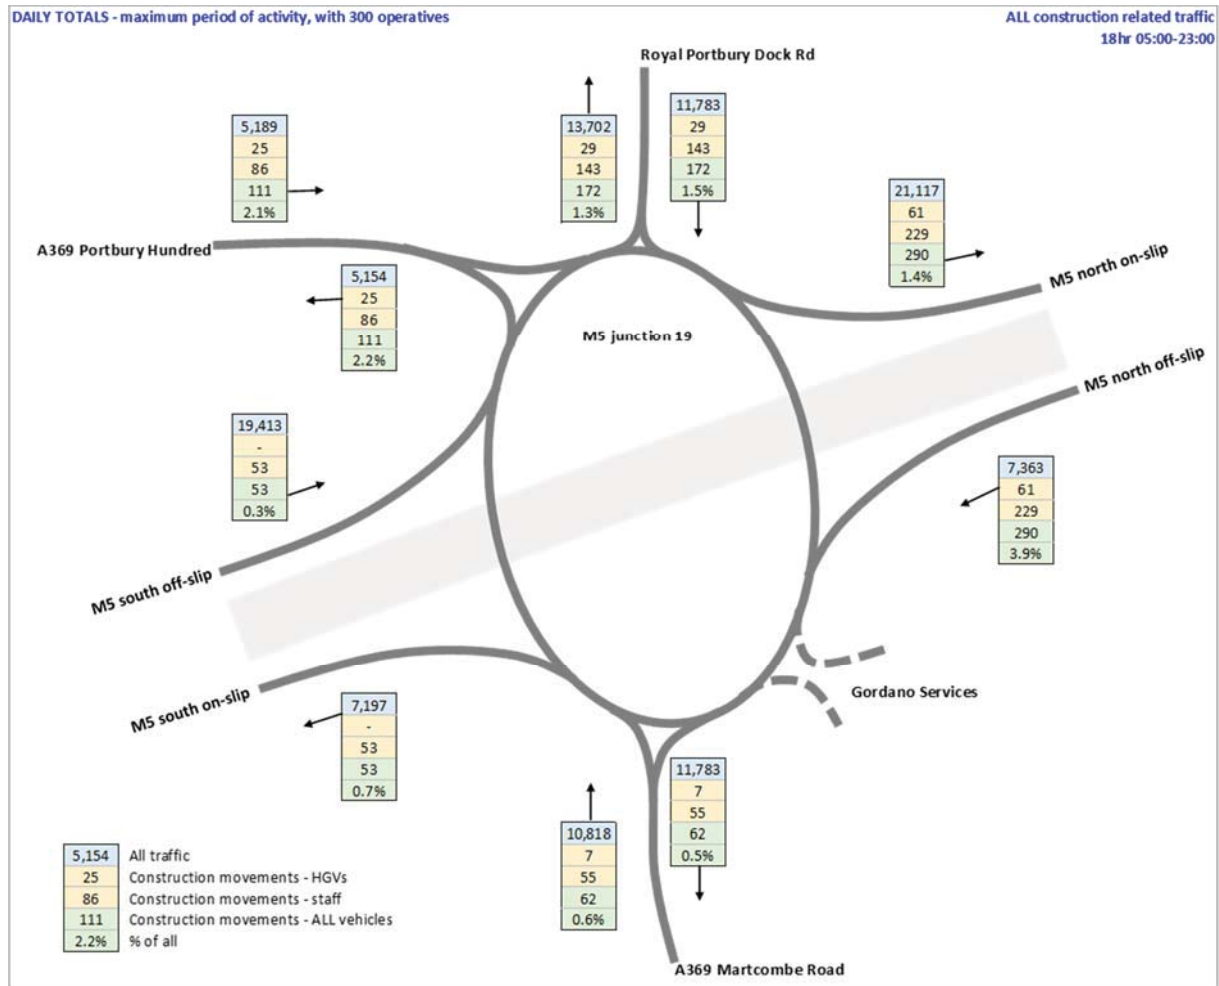 DAILY TOTALS - maximum period of activity, with 300 operatives
ALL construction related traffic
18hr 05:00-23:00
Royal Portbury Dock Rd
5,189
25
86
111
2.1%
13,702
29
143
172
1.3%
11,783
29
143
172
1.5%
21,117
61
229
290
1.4%
A369 Portbury Hundred
5,154
25
86
111
2.2%
M5 north on-slip
M5 junction 19
M5 north off-slip
19,413
-
53
53
0.3%
7,363
61
229
290
3.9%
M5 south off-slip
M5 south on-slip
Gordano Services
7,197
-
53
53
0.7%
11,783
7
55
62
0.5%
10,818
7
55
62
0.6%
5,154 All traffic
25 Construction movements - HGVs
86 Construction movements - staff
111 Construction movements - ALL vehicles
2.2% % of all
A369 Martcombe Road